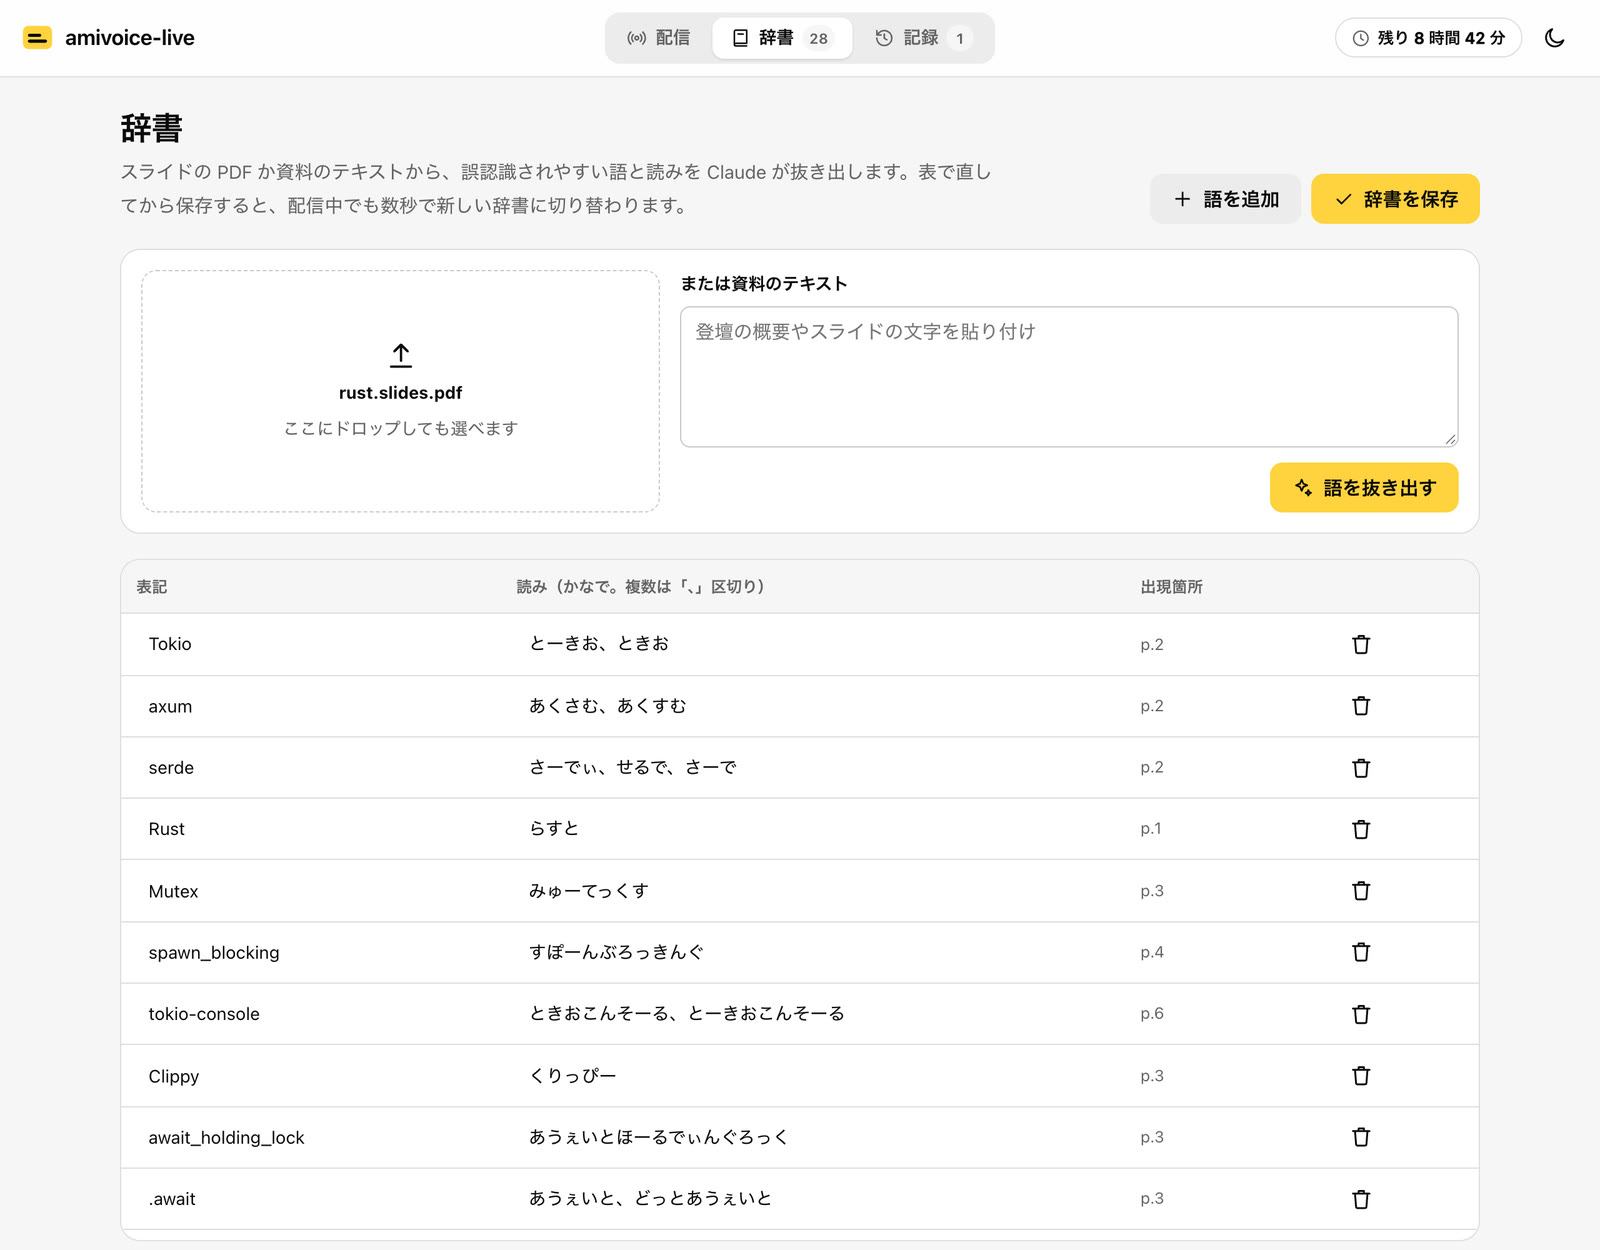 amivoice-live
配信
辞書 28
記録 1
残り 8 時間 42 分
辞書
スライドの PDF か資料のテキストから、誤認識されやすい語と読みを Claude が抜き出します。表で直し
てから保存すると、配信中でも数秒で新しい辞書に切り替わります。
語を追加
辞書を保存
rust.slides.pdf
ここにドロップしても選べます
または資料のテキスト
登壇の概要やスライドの文字を貼り付け
語を抜き出す
表記 読み（かなで。複数は「、」区切り） 出現箇所
Tokio とーきお、ときお p.2
axum あくさむ、あくすむ p.2
serde さーでぃ、せるで、さーで p.2
Rust らすと p.1
Mutex みゅーてっくす p.3
spawn_blocking すぽーんぶろっきんぐ p.4
tokio-console ときおこんそーる、とーきおこんそーる p.6
Clippy くりっぴー p.3
await_holding_lock あうぇいとほーるでぃんぐろっく p.3
.await あうぇいと、どっとあうぇいと p.3